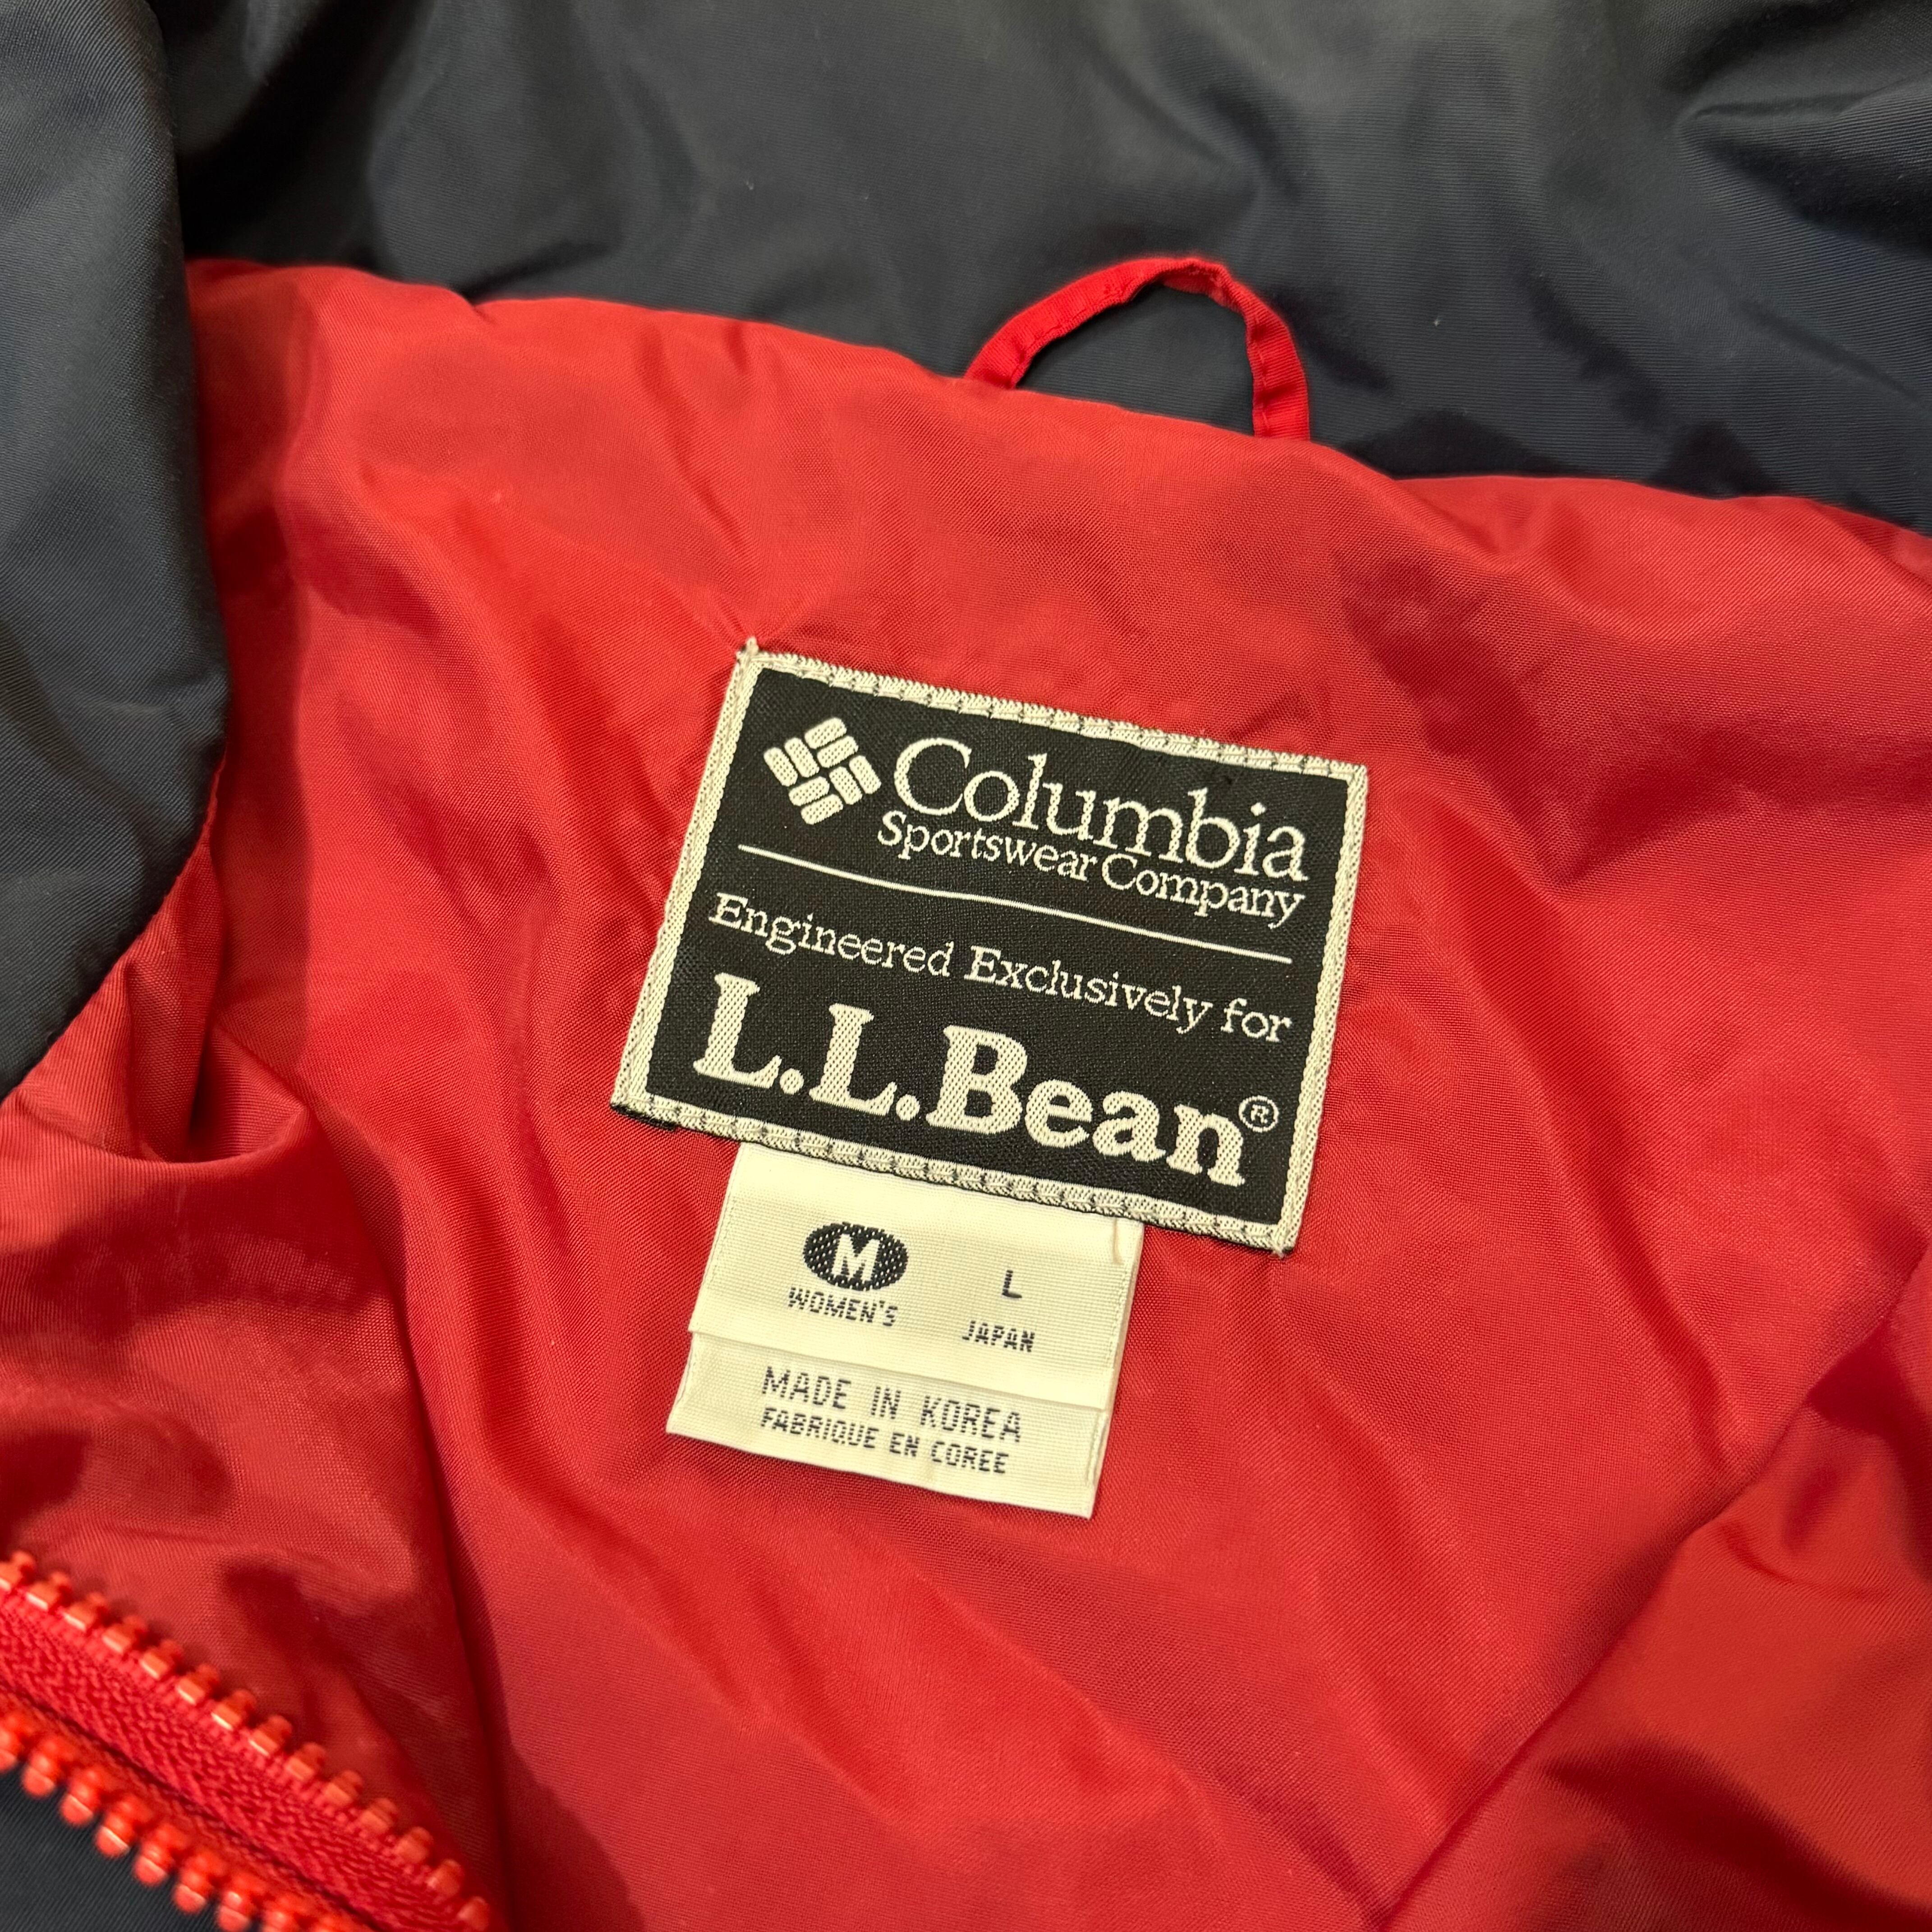 Columbia
Sportswear Company
Engineered Exclusively for
L.L.Bean®
M L
WOMEN'S JAPAN
MADE IN KOREA
FABRIQUE EN COREE